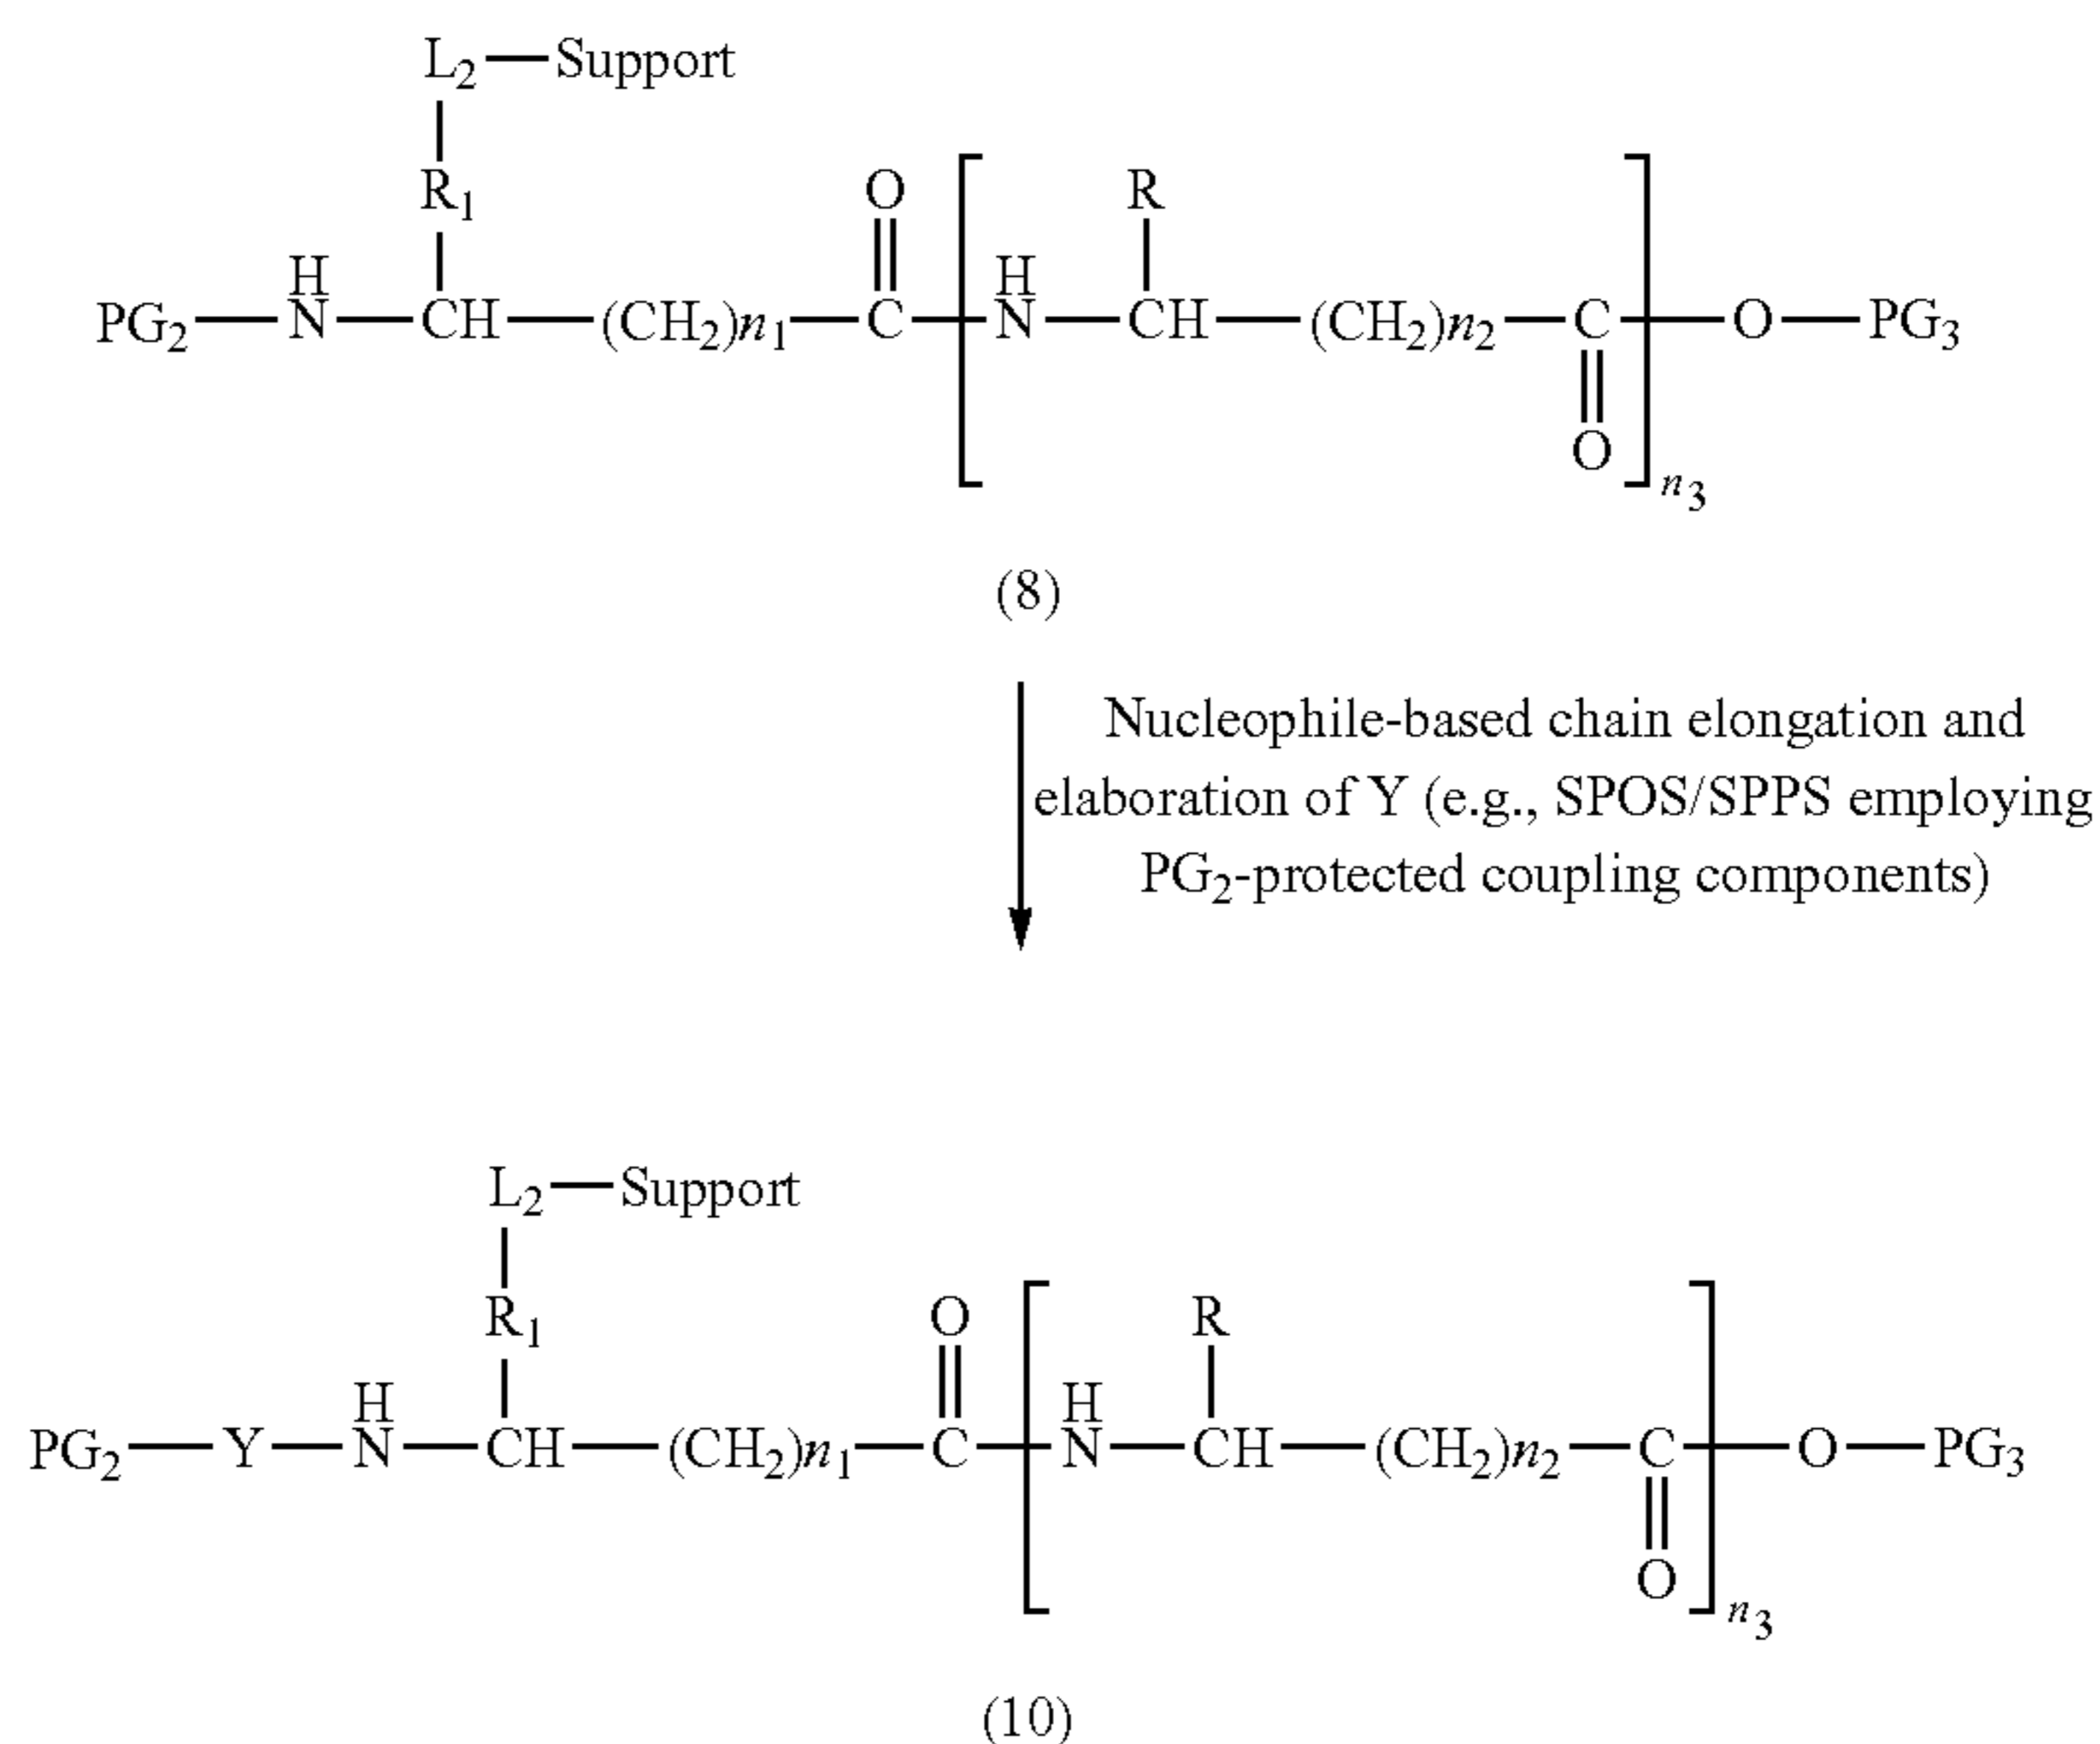 L₂—Support
R₁
O
R
PG₂—N—CH—(CH₂)n₁—C—[N—CH—(CH₂)n₂—C]—O—PG₃
H
H
O
n₃
(8)
Nucleophile-based chain elongation and
elaboration of Y (e.g., SPOS/SPPS employing
PG₂-protected coupling components)
L₂—Support
R₁
O
R
H
H
PG₂—Y—N—CH—(CH₂)n₁—C—[N—CH—(CH₂)n₂—C]—O—PG₃
O
n₃
(10)